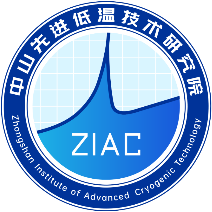 中山先进低温技术研究院
ZIAC
Zhongshan Institute of Advanced Cryogenic Technology